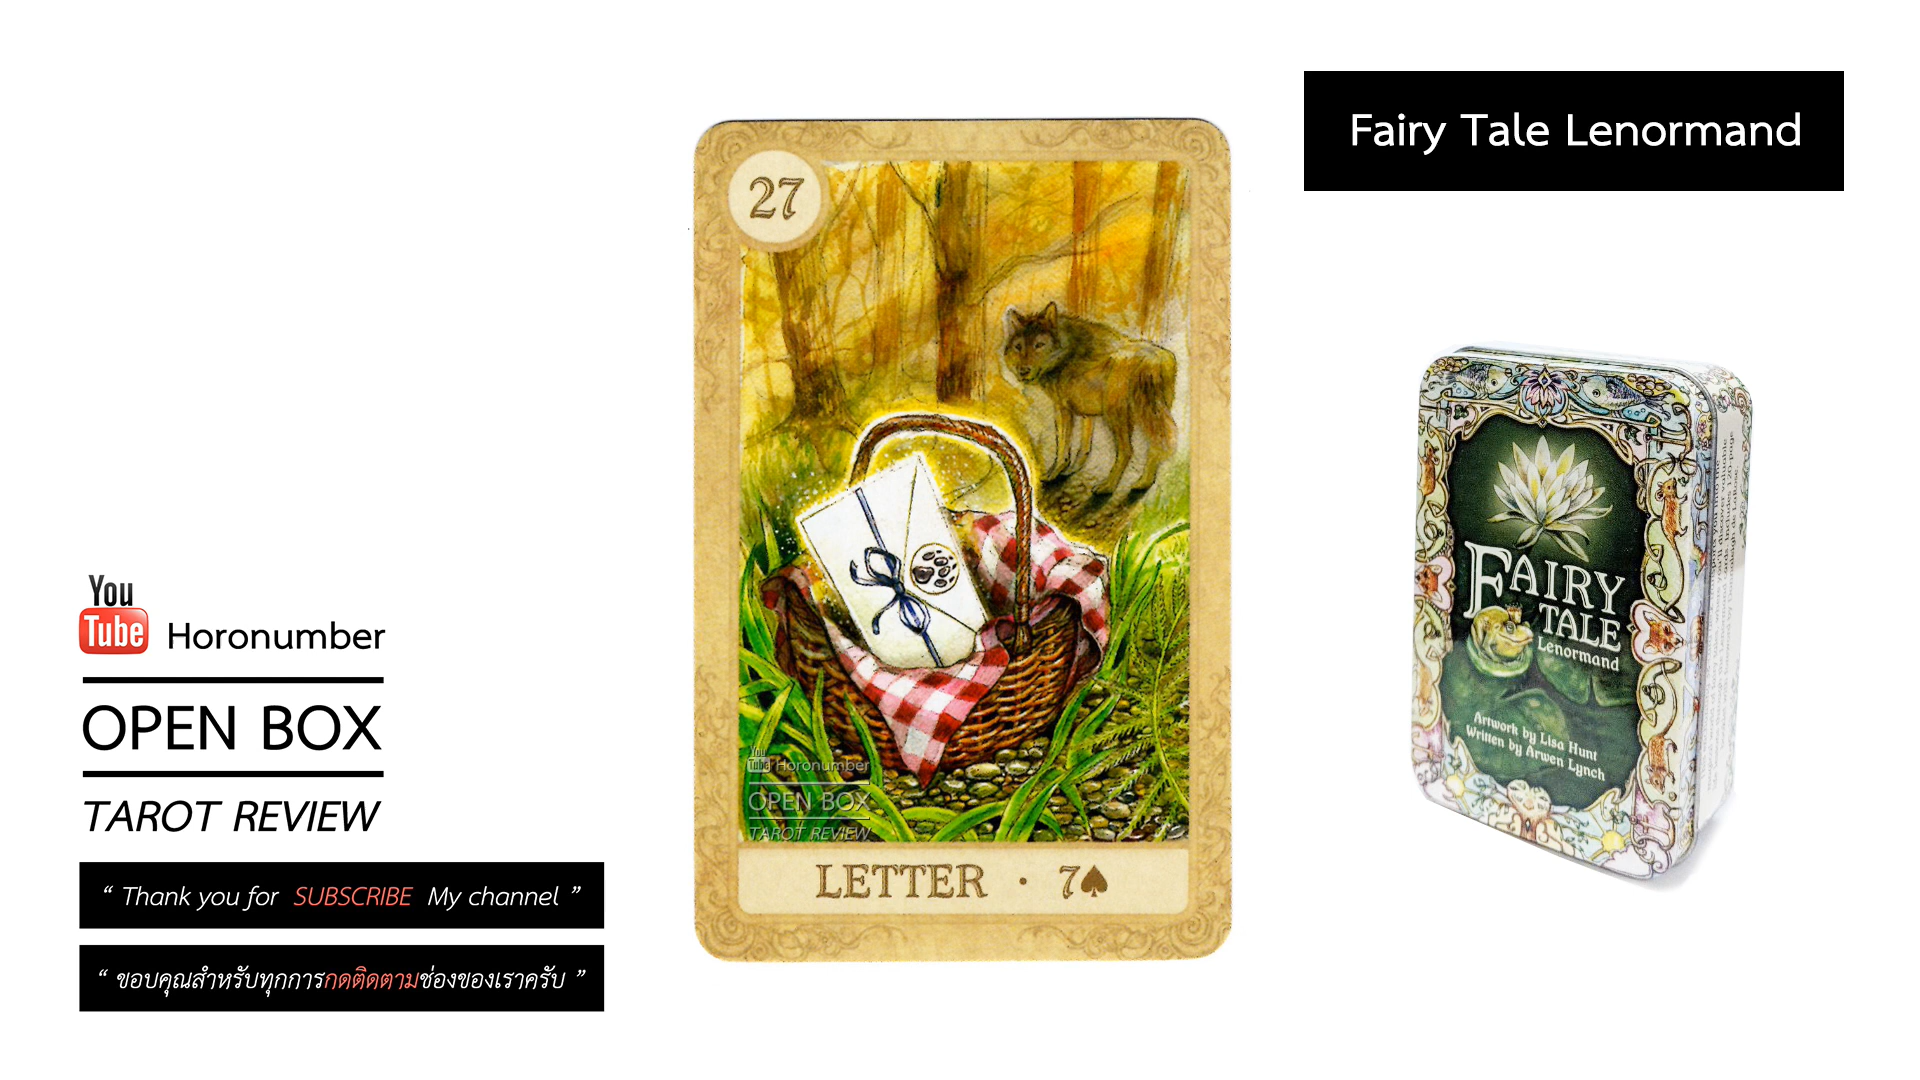 Fairy Tale Lenormand
27
LETTER · 7♠
You
Tube Horonumber
OPEN BOX
TAROT REVIEW
You
Tube Horonumber
OPEN BOX
TAROT REVIEW
“ Thank you for SUBSCRIBE My channel ”
“ ขอบคุณสำหรับทุกการกดติดตามช่องของเราครับ ”
FAIRY
TALE
Lenormand
Artwork by Lisa Hunt
Written by Arwen Lynch